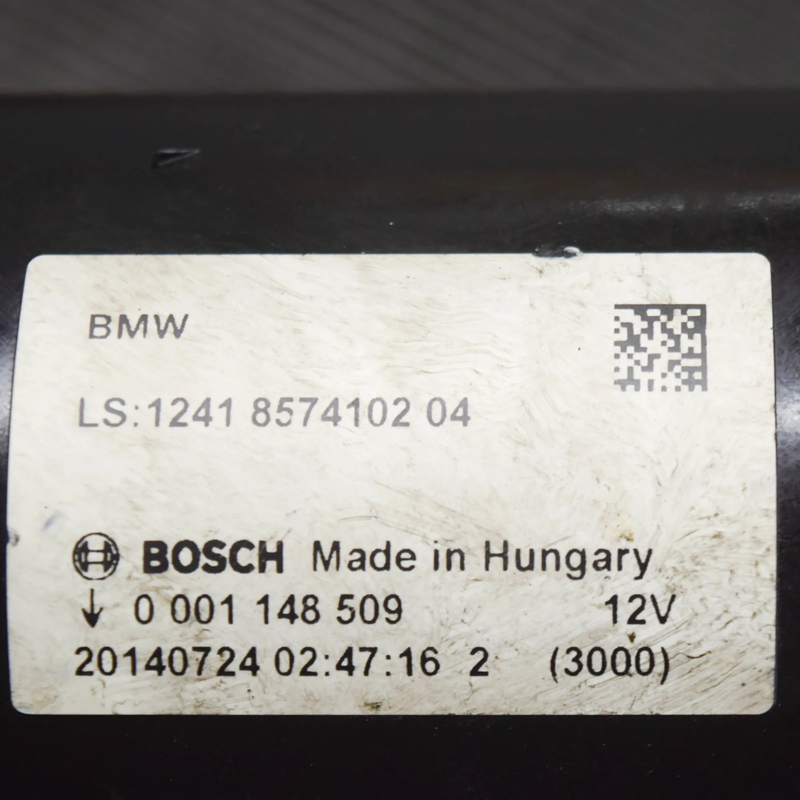 BMW
LS:1241 8574102 04
BOSCH Made in Hungary
↓ 0 001 148 509 12V
20140724 02:47:16 2 (3000)